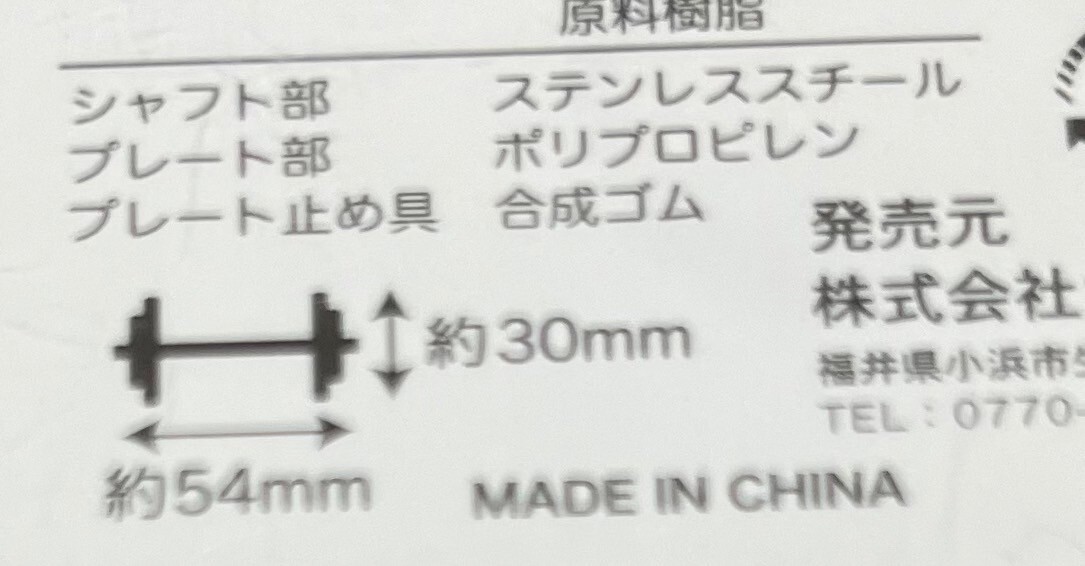 原料樹脂
シャフト部 ステンレススチール
プレート部 ポリプロピレン
プレート止め具 合成ゴム
約30mm
約54mm
発売元
株式会社
福井県小浜市
TEL：0770-
MADE IN CHINA